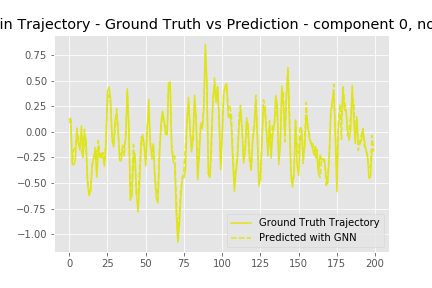 in Trajectory - Ground Truth vs Prediction - component 0, no
0.75
0.50
0.25
0.00
−0.25
−0.50
−0.75
−1.00
0 25 50 75 100 125 150 175 200
Ground Truth Trajectory
Predicted with GNN